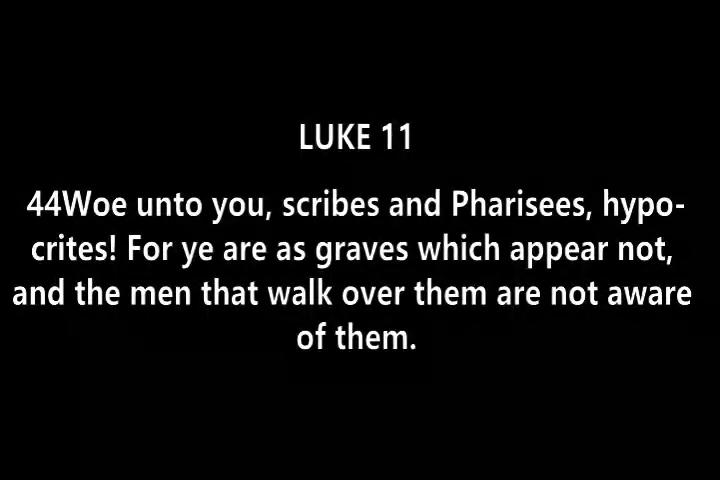 LUKE 11
44Woe unto you, scribes and Pharisees, hypo-
crites! For ye are as graves which appear not,
and the men that walk over them are not aware
of them.